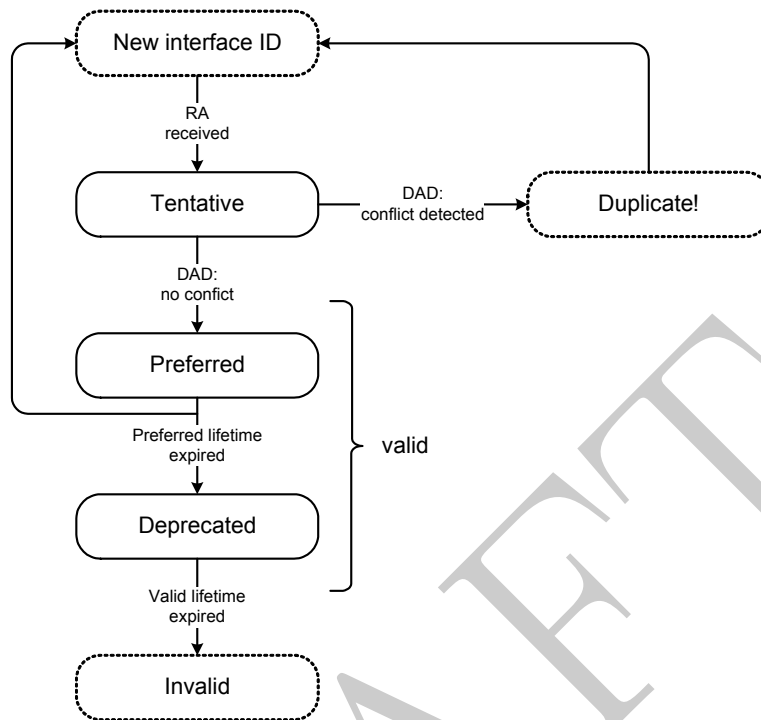 New interface ID
RA
received
Tentative
DAD:
conflict detected
Duplicate!
DAD:
no confict
Preferred
valid
Preferred lifetime
expired
Deprecated
Valid lifetime
expired
Invalid